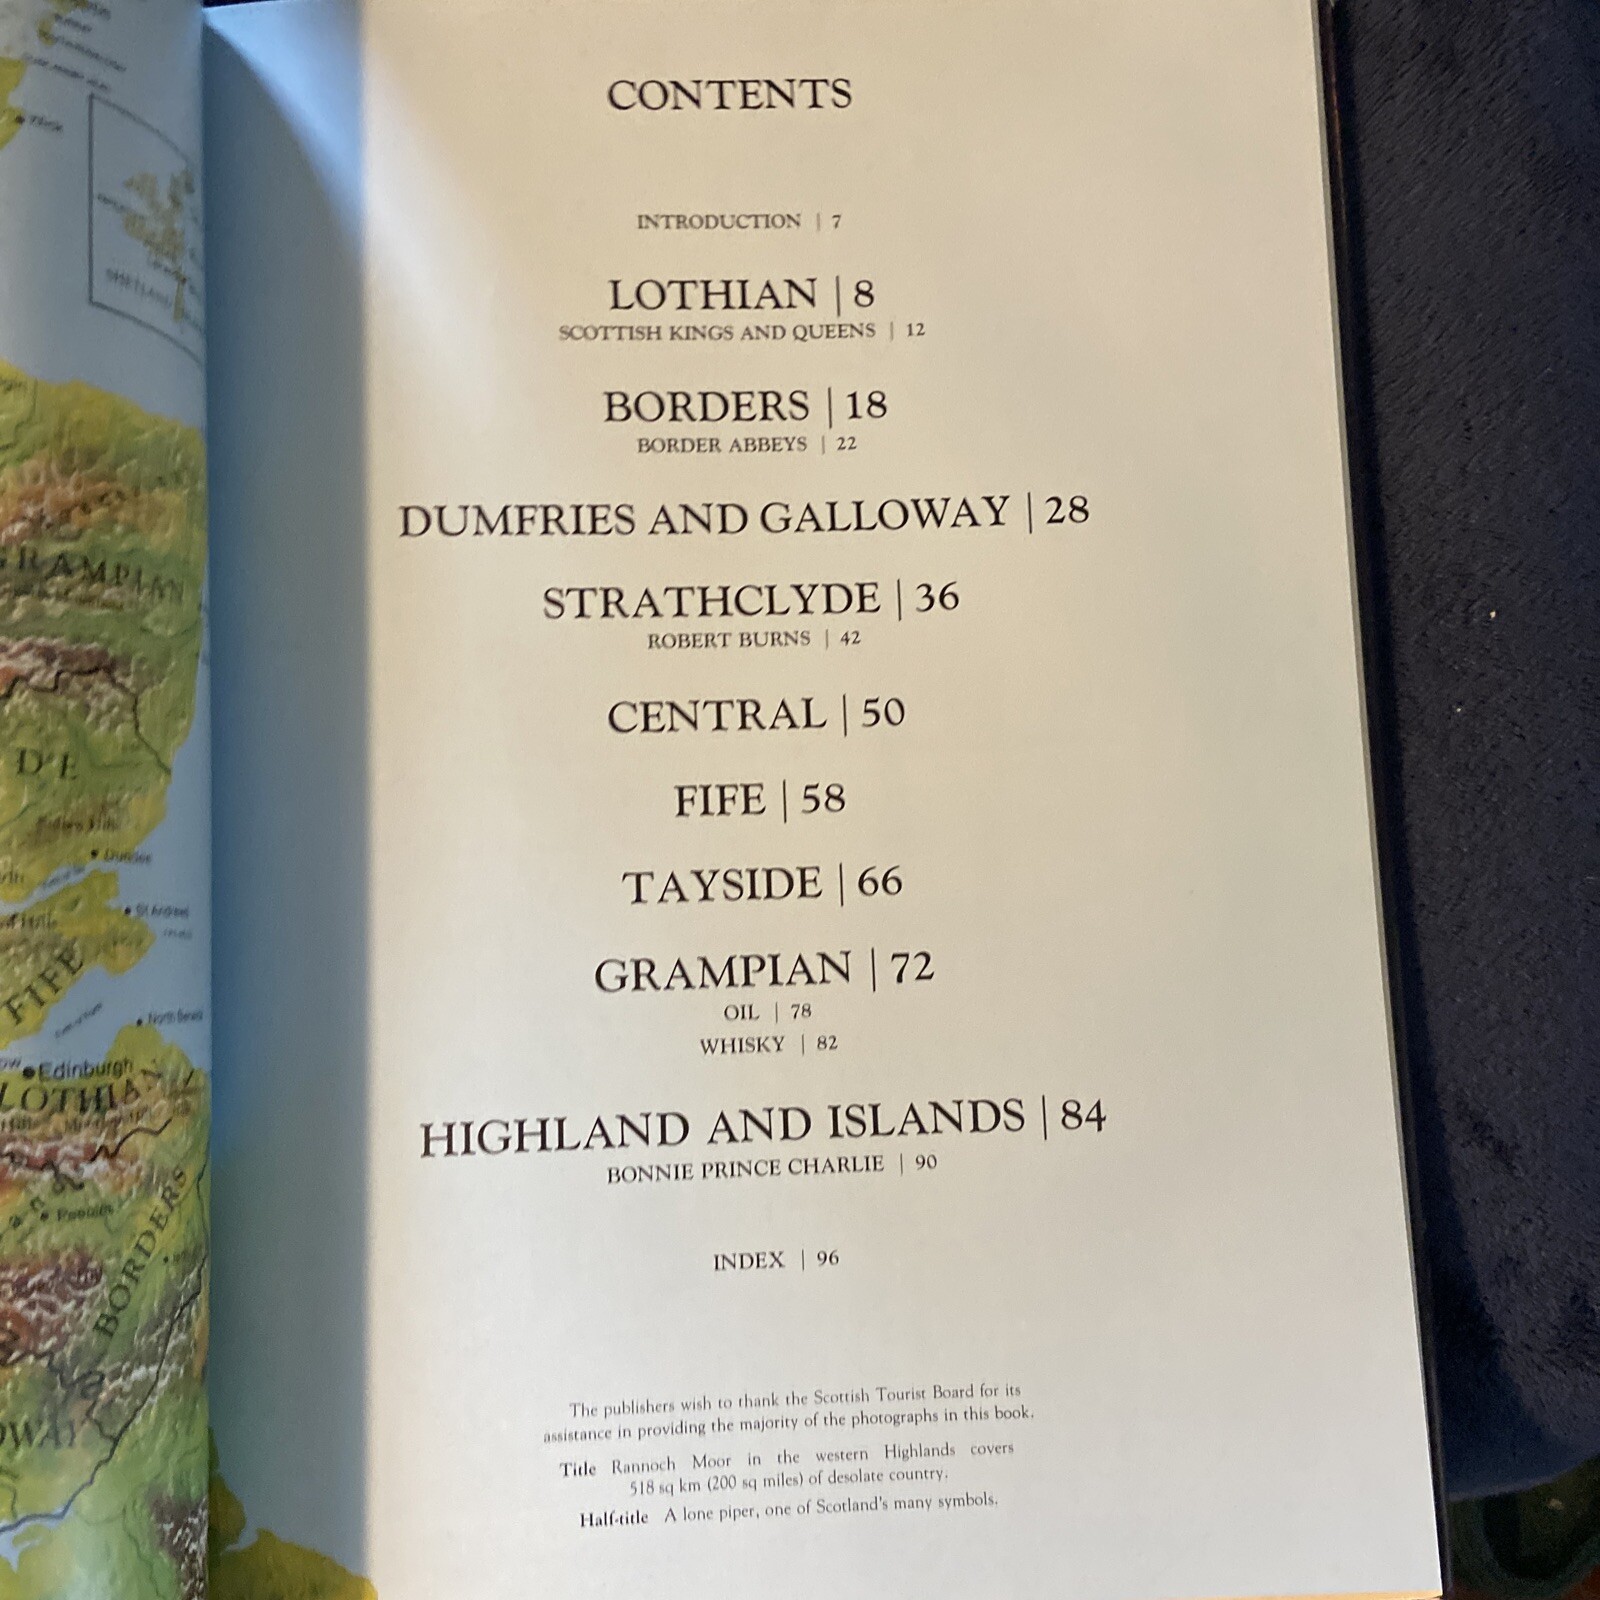 CONTENTS
INTRODUCTION | 7
LOTHIAN | 8
SCOTTISH KINGS AND QUEENS | 12
BORDERS | 18
BORDER ABBEYS | 22
DUMFRIES AND GALLOWAY | 28
STRATHCLYDE | 36
ROBERT BURNS | 42
CENTRAL | 50
FIFE | 58
TAYSIDE | 66
GRAMPIAN | 72
OIL | 78
WHISKY | 82
HIGHLAND AND ISLANDS | 84
BONNIE PRINCE CHARLIE | 90
INDEX | 96
The publishers wish to thank the Scottish Tourist Board for its
assistance in providing the majority of the photographs in this book.
Title Rannoch Moor in the western Highlands covers
518 sq km (200 sq miles) of desolate country.
Half-title A lone piper, one of Scotland's many symbols.
SHETLAND
GRAMPIAN
Dundee
St Andrews
FIFE
North Berwick
Edinburgh
LOTHIAN
Peebles
BORDERS